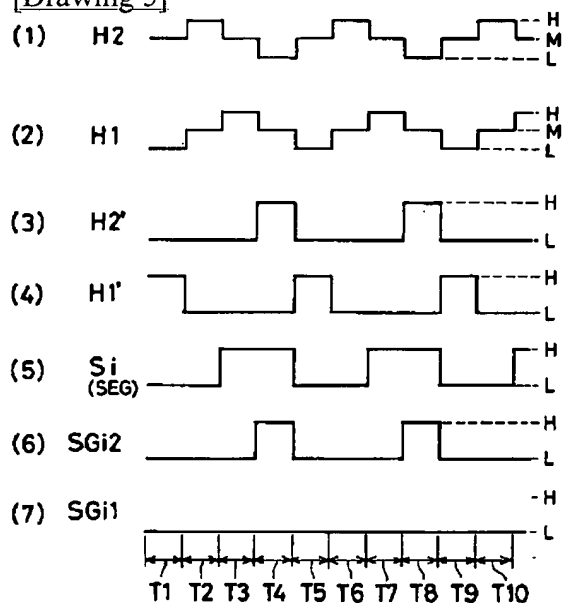 [Drawing 5]
(1) H2 H
M
L
(2) H1 H
M
L
(3) H2' H
L
(4) H1' H
L
(5) Si H
(SEG) L
(6) SGi2 H
L
(7) SGi1 H
L
T1 T2 T3 T4 T5 T6 T7 T8 T9 T10